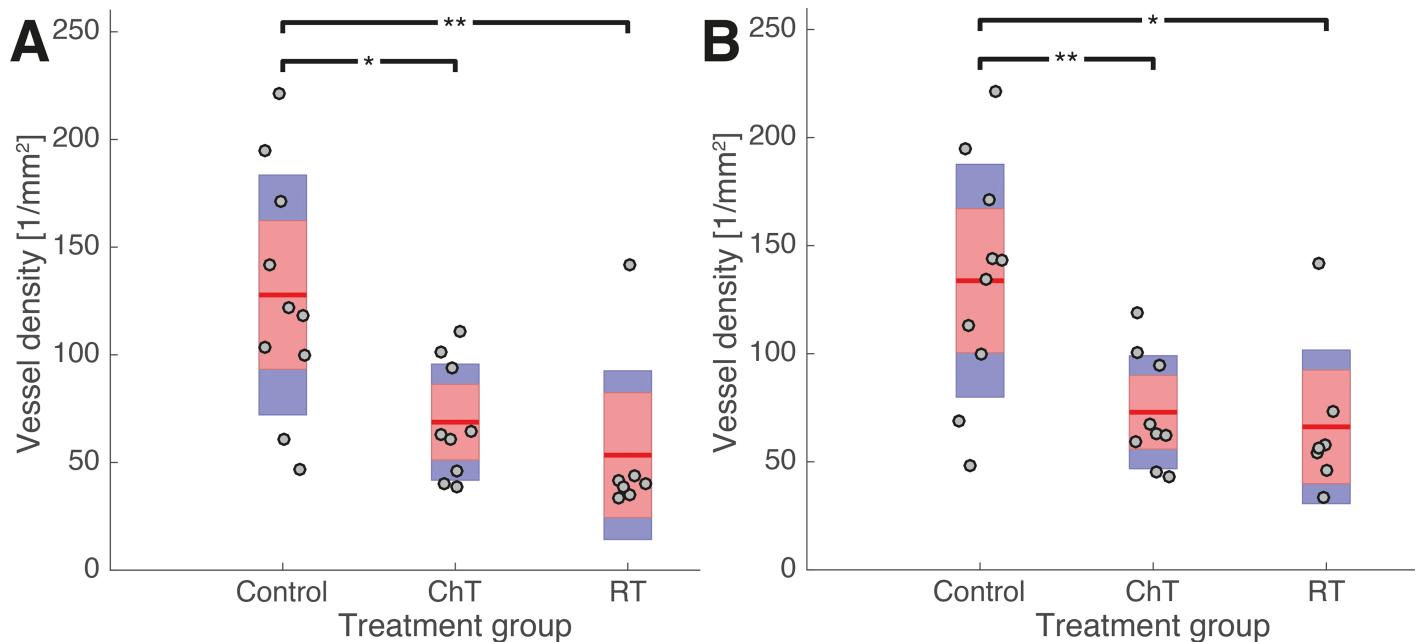 A
Vessel density [1/mm²]
250
200
150
100
50
0
**
*
Control
ChT
RT
Treatment group
B
Vessel density [1/mm²]
250
200
150
100
50
0
*
**
Control
ChT
RT
Treatment group